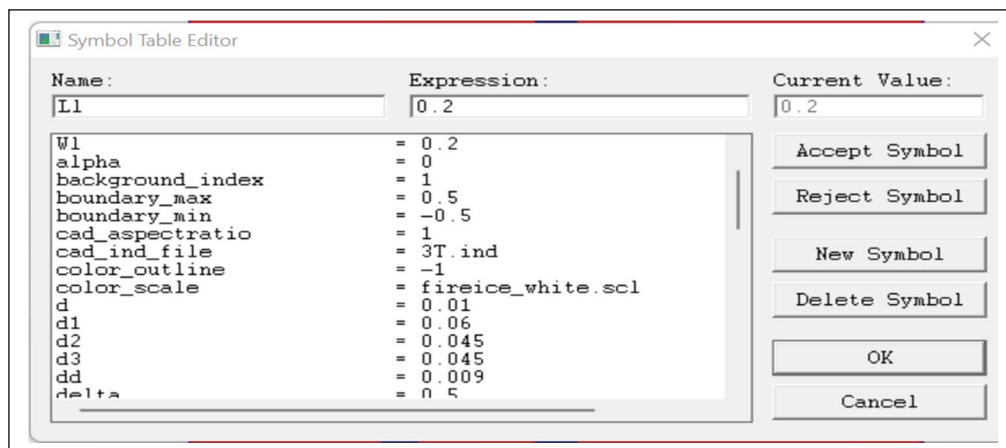 Symbol Table Editor
Name: Expression: Current Value:
L1 0.2 0.2
W1 = 0.2
alpha = 0
background_index = 1
boundary_max = 0.5
boundary_min = -0.5
cad_aspectratio = 1
cad_ind_file = 3T.ind
color_outline = -1
color_scale = fireice_white.scl
d = 0.01
d1 = 0.06
d2 = 0.045
d3 = 0.045
dd = 0.009
delta = 0.5
Accept Symbol
Reject Symbol
New Symbol
Delete Symbol
OK
Cancel